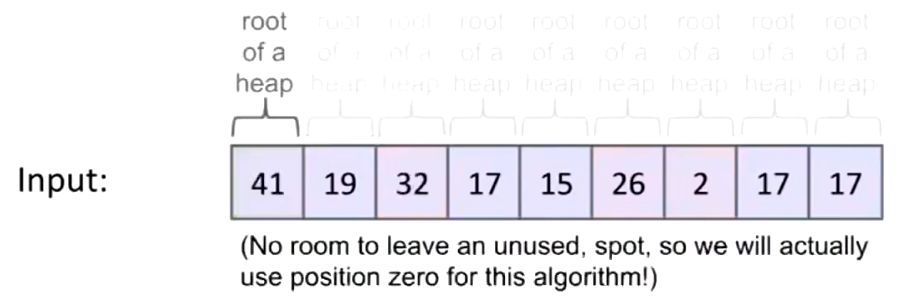 root root root root root root root root root
of a of a of a of a of a of a of a of a of a
heap heap heap heap heap heap heap heap heap
Input: 41 19 32 17 15 26 2 17 17
(No room to leave an unused, spot, so we will actually
use position zero for this algorithm!)